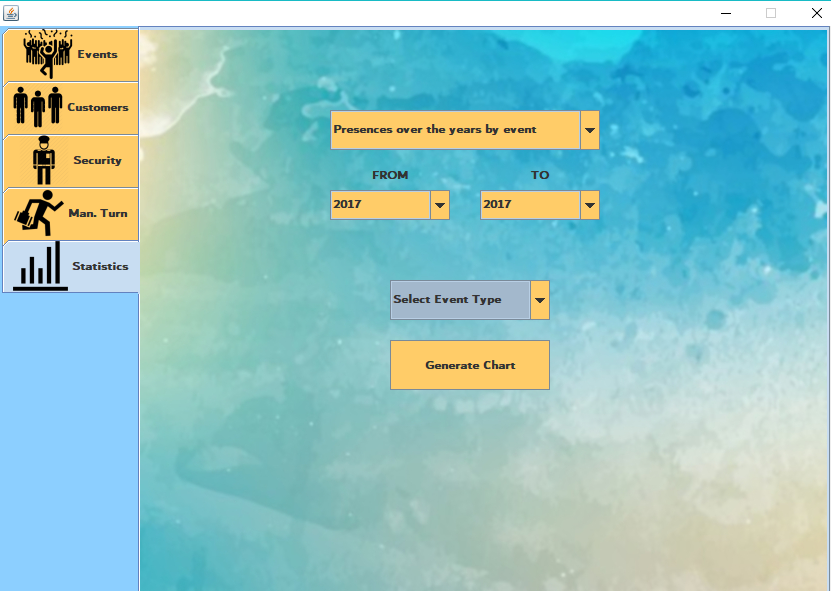 Events
Customers
Security
Man. Turn
Statistics
Presences over the years by event
FROM TO
2017 2017
Select Event Type
Generate Chart